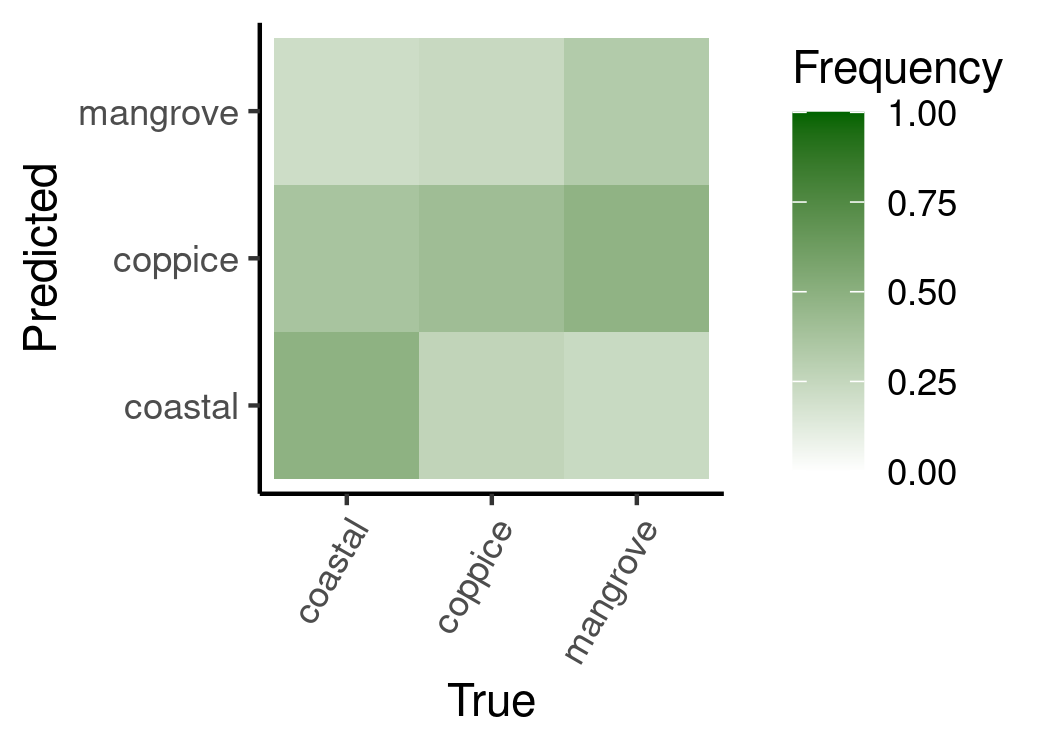 Frequency
1.00
0.75
0.50
0.25
0.00
Predicted
mangrove
coppice
coastal
coastal
coppice
mangrove
True